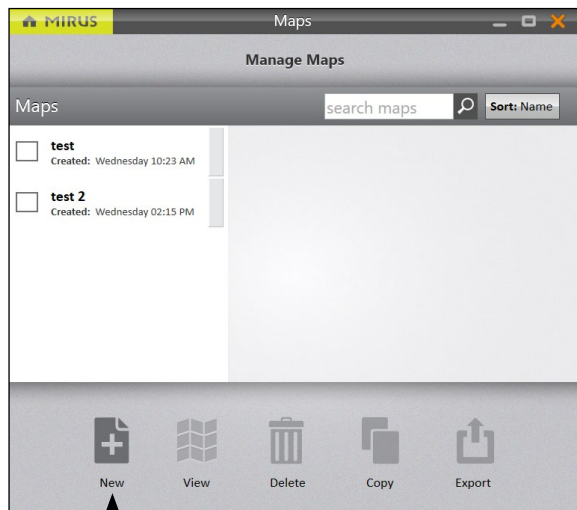 MIRUS Maps
Manage Maps
Maps search maps Sort: Name
test
Created: Wednesday 10:23 AM
test 2
Created: Wednesday 02:15 PM
New View Delete Copy Export